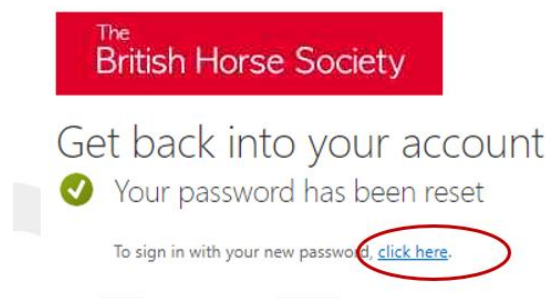 The
British Horse Society
Get back into your account
Your password has been reset
To sign in with your new password, click here.